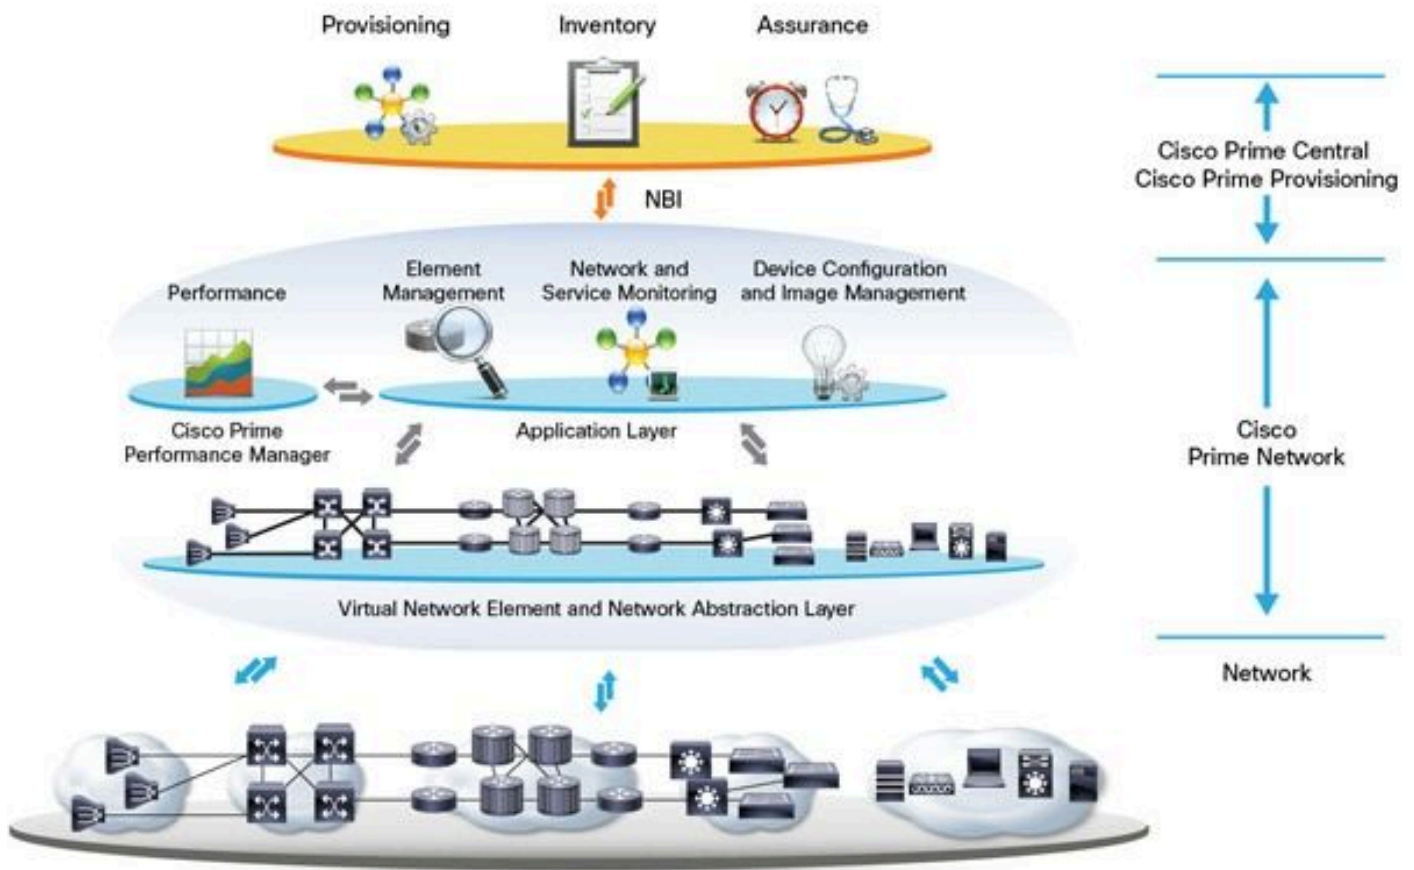 Provisioning
Inventory
Assurance
Cisco Prime Central
Cisco Prime Provisioning
NBI
Performance
Element
Management
Network and
Service Monitoring
Device Configuration
and Image Management
Cisco Prime
Performance Manager
Application Layer
Cisco
Prime Network
Virtual Network Element and Network Abstraction Layer
Network